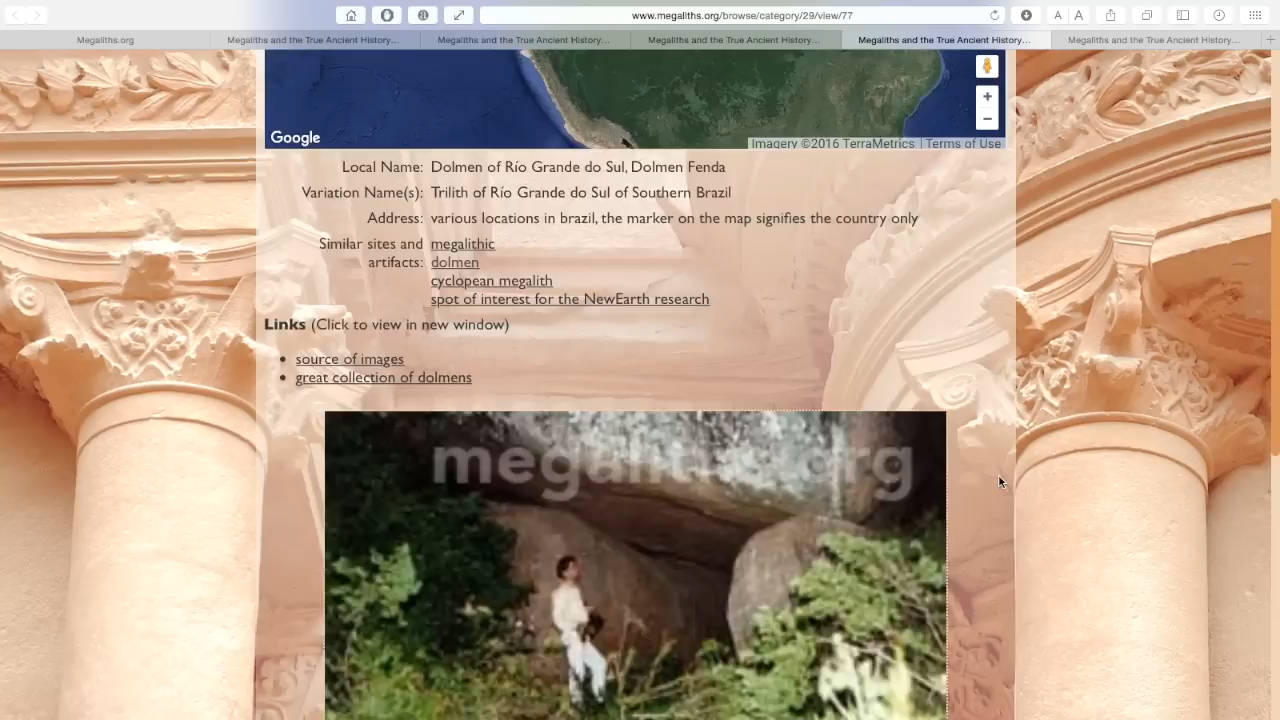 www.megaliths.org/browse/category/29/view/77
A A
Megaliths.org
Megaliths and the True Ancient History...
Megaliths and the True Ancient History...
Megaliths and the True Ancient History...
Megaliths and the True Ancient History...
Megaliths and the True Ancient History...
Google
Imagery ©2016 TerraMetrics | Terms of Use
Local Name: Dolmen of Río Grande do Sul, Dolmen Fenda
Variation Name(s): Trilith of Río Grande do Sul of Southern Brazil
Address: various locations in brazil, the marker on the map signifies the country only
Similar sites and megalithic
artifacts: dolmen
cyclopean megalith
spot of interest for the NewEarth research
Links (Click to view in new window)
• source of images
• great collection of dolmens
megalithic.org